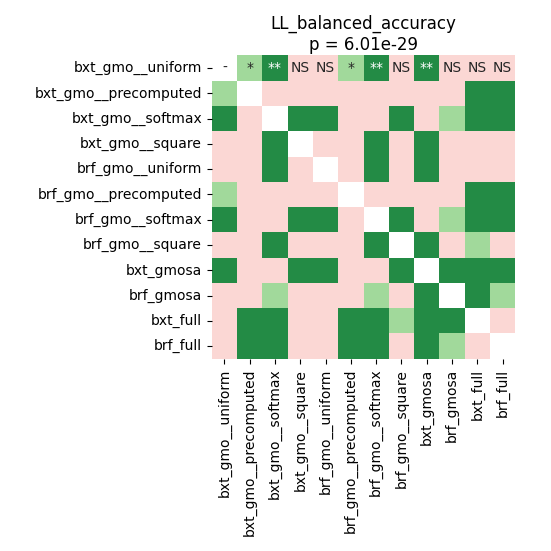 LL_balanced_accuracy
p = 6.01e-29
bxt_gmo__uniform - * ** NS NS * ** NS ** NS NS NS
bxt_gmo__precomputed
bxt_gmo__softmax
bxt_gmo__square
brf_gmo__uniform
brf_gmo__precomputed
brf_gmo__softmax
brf_gmo__square
bxt_gmosa
brf_gmosa
bxt_full
brf_full
bxt_gmo__uniform
bxt_gmo__precomputed
bxt_gmo__softmax
bxt_gmo__square
brf_gmo__uniform
brf_gmo__precomputed
brf_gmo__softmax
brf_gmo__square
bxt_gmosa
brf_gmosa
bxt_full
brf_full